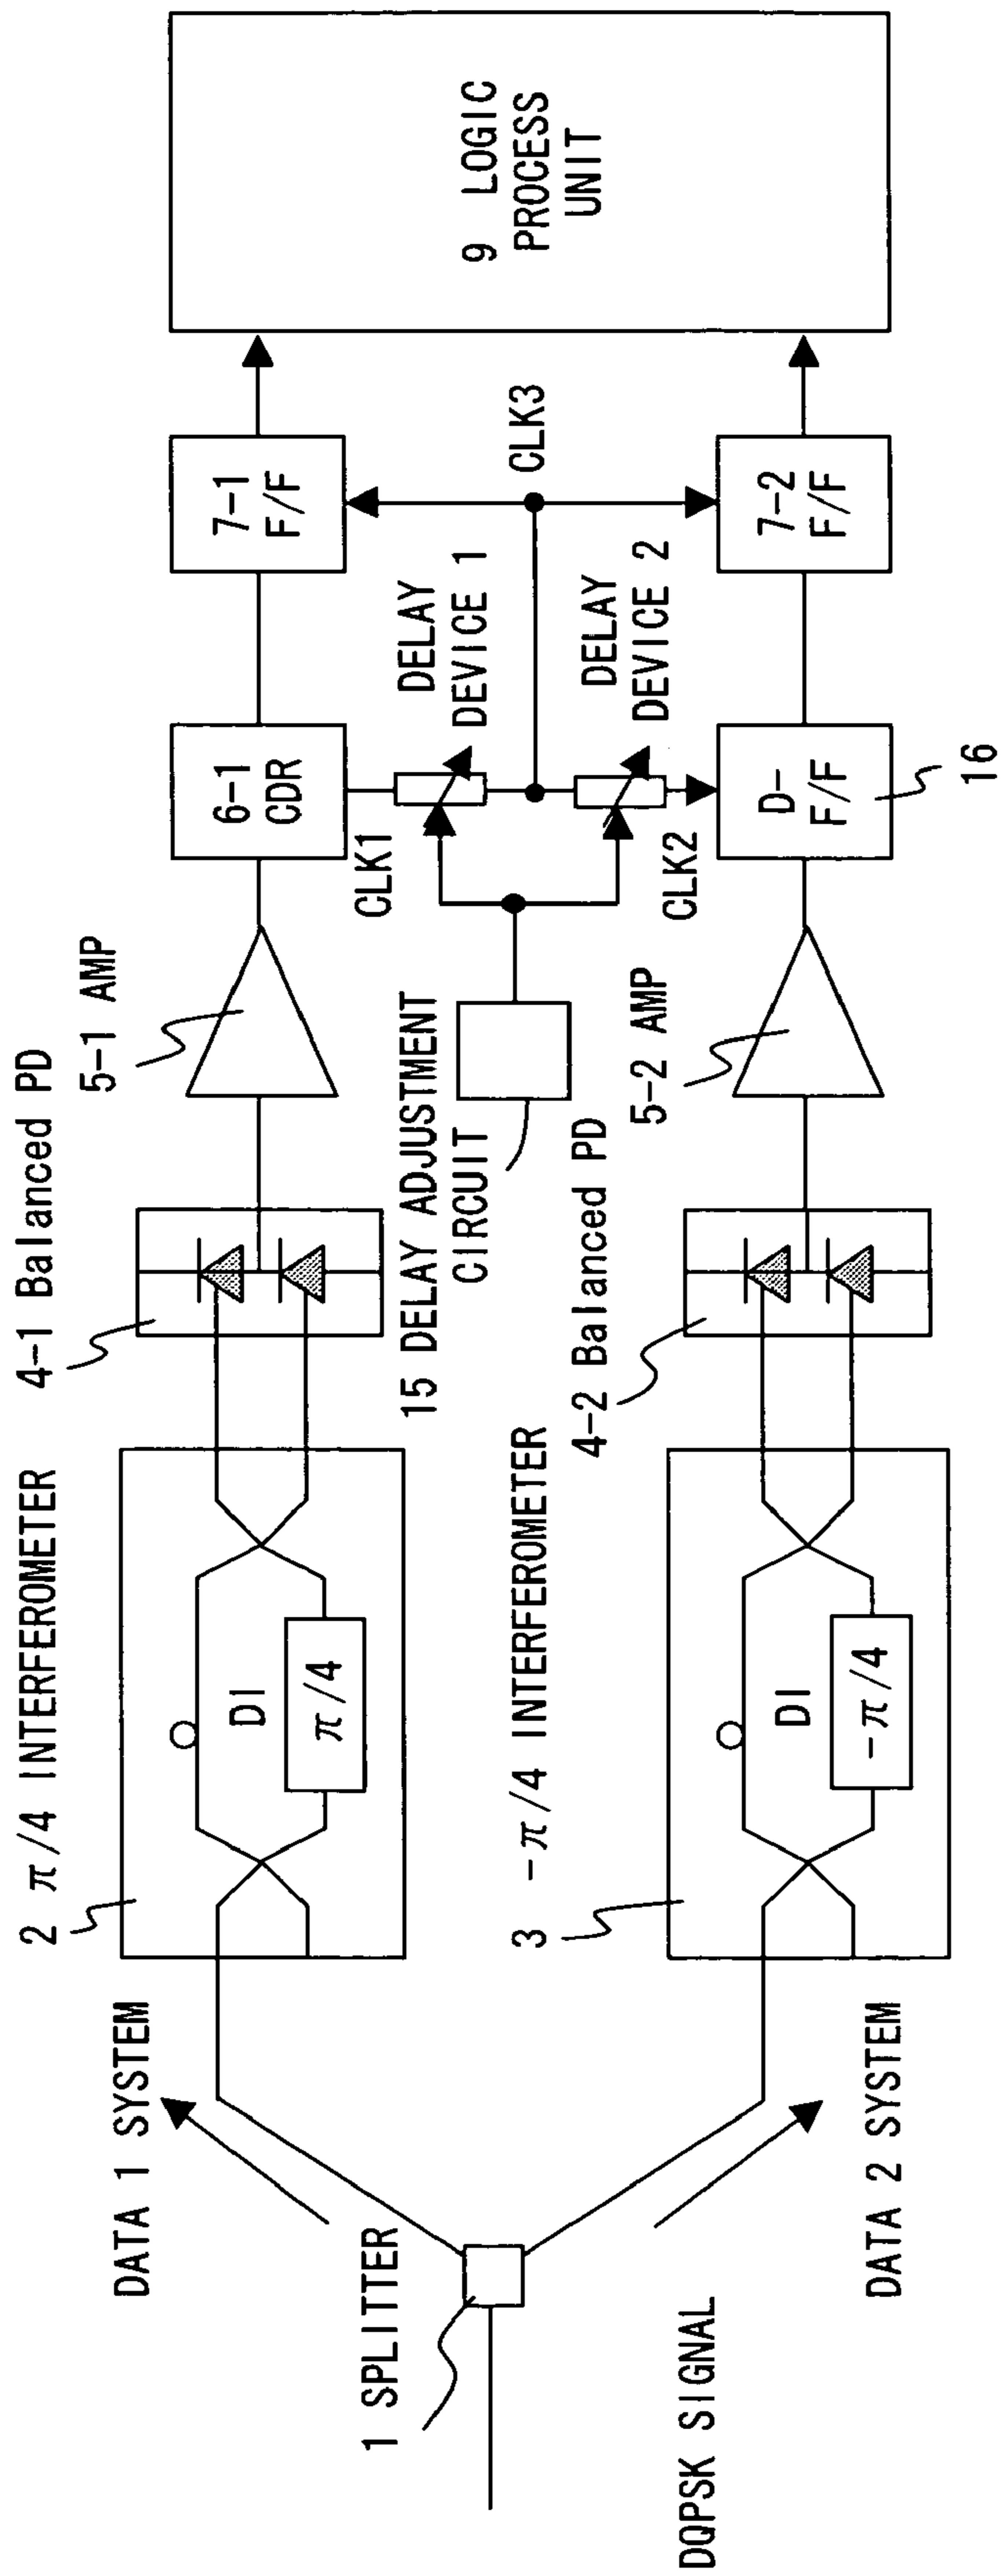 DQPSK SIGNAL
1 SPLITTER
DATA 1 SYSTEM
DATA 2 SYSTEM
2 π/4 INTERFEROMETER
DI
π/4
3 -π/4 INTERFEROMETER
DI
-π/4
4-1 Balanced PD
4-2 Balanced PD
5-1 AMP
5-2 AMP
15 DELAY ADJUSTMENT
CIRCUIT
6-1
CDR
CLK1
DELAY
DEVICE 1
DELAY
DEVICE 2
CLK2
D-
F/F
16
7-1
F/F
CLK3
7-2
F/F
9 LOGIC
PROCESS
UNIT